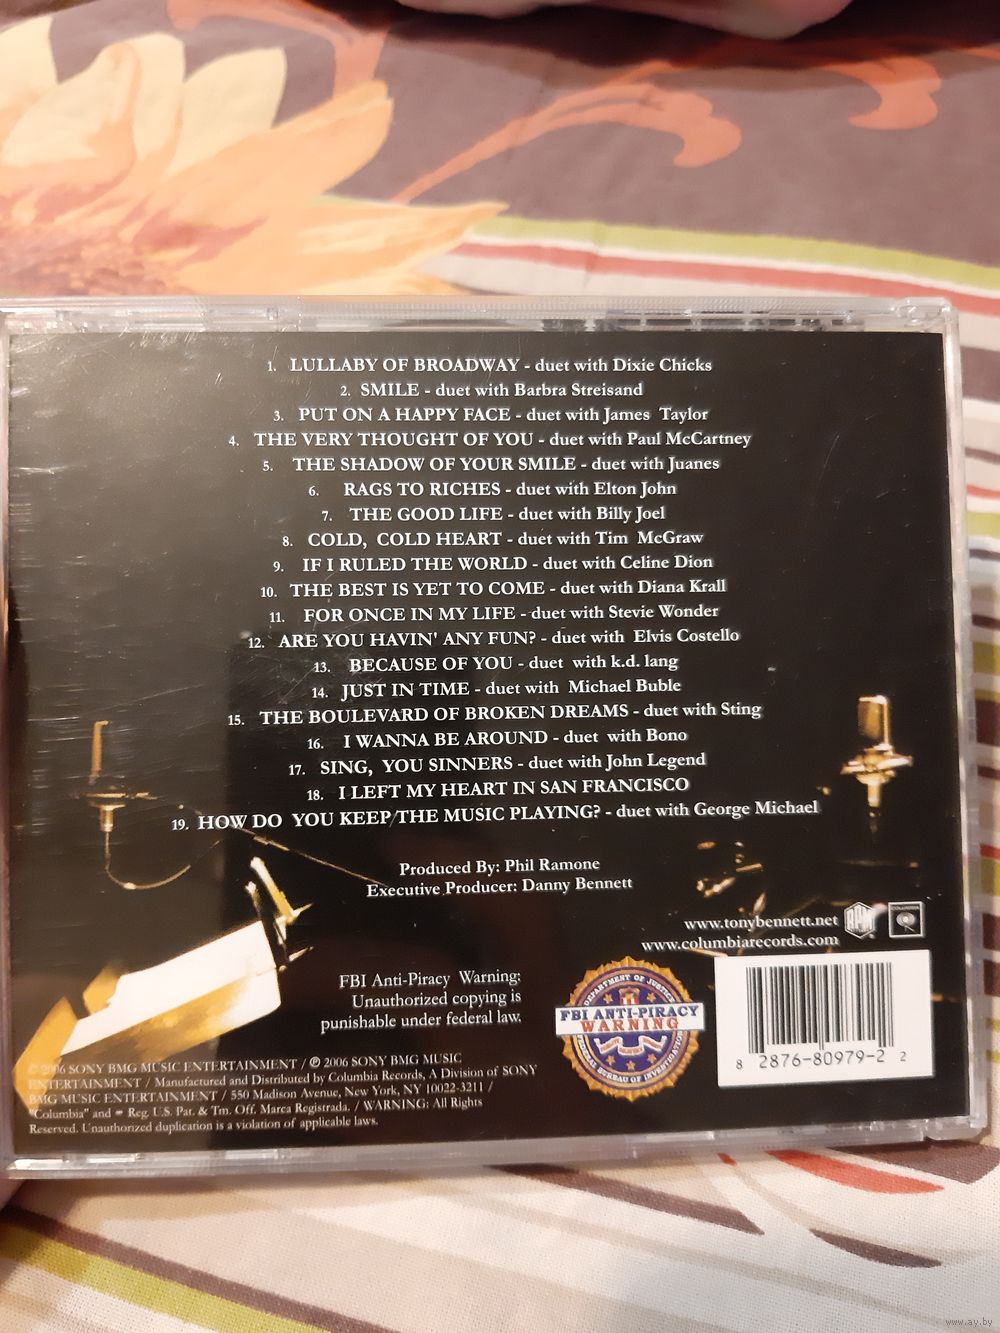 1. LULLABY OF BROADWAY - duet with Dixie Chicks
2. SMILE - duet with Barbra Streisand
3. PUT ON A HAPPY FACE - duet with James Taylor
4. THE VERY THOUGHT OF YOU - duet with Paul McCartney
5. THE SHADOW OF YOUR SMILE - duet with Juanes
6. RAGS TO RICHES - duet with Elton John
7. THE GOOD LIFE - duet with Billy Joel
8. COLD, COLD HEART - duet with Tim McGraw
9. IF I RULED THE WORLD - duet with Celine Dion
10. THE BEST IS YET TO COME - duet with Diana Krall
11. FOR ONCE IN MY LIFE - duet with Stevie Wonder
12. ARE YOU HAVIN' ANY FUN? - duet with Elvis Costello
13. BECAUSE OF YOU - duet with k.d. lang
14. JUST IN TIME - duet with Michael Buble
15. THE BOULEVARD OF BROKEN DREAMS - duet with Sting
16. I WANNA BE AROUND - duet with Bono
17. SING, YOU SINNERS - duet with John Legend
18. I LEFT MY HEART IN SAN FRANCISCO
19. HOW DO YOU KEEP THE MUSIC PLAYING? - duet with George Michael
Produced By: Phil Ramone
Executive Producer: Danny Bennett
www.tonybennett.net
RPM
COLUMBIA
www.columbiarecords.com
FBI Anti-Piracy Warning:
Unauthorized copying is
punishable under federal law.
DEPARTMENT OF JUSTICE
FBI ANTI-PIRACY
WARNING
FEDERAL BUREAU OF INVESTIGATION
8 2876-80979-2 2
© 2006 SONY BMG MUSIC ENTERTAINMENT / ℗ 2006 SONY BMG MUSIC
ENTERTAINMENT / Manufactured and Distributed by Columbia Records, A Division of SONY
BMG MUSIC ENTERTAINMENT / 550 Madison Avenue, New York, NY 10022-3211 /
"Columbia" and Reg. U.S. Pat. & Tm. Off. Marca Registrada. / WARNING: All Rights
Reserved. Unauthorized duplication is a violation of applicable laws.
www.ay.by